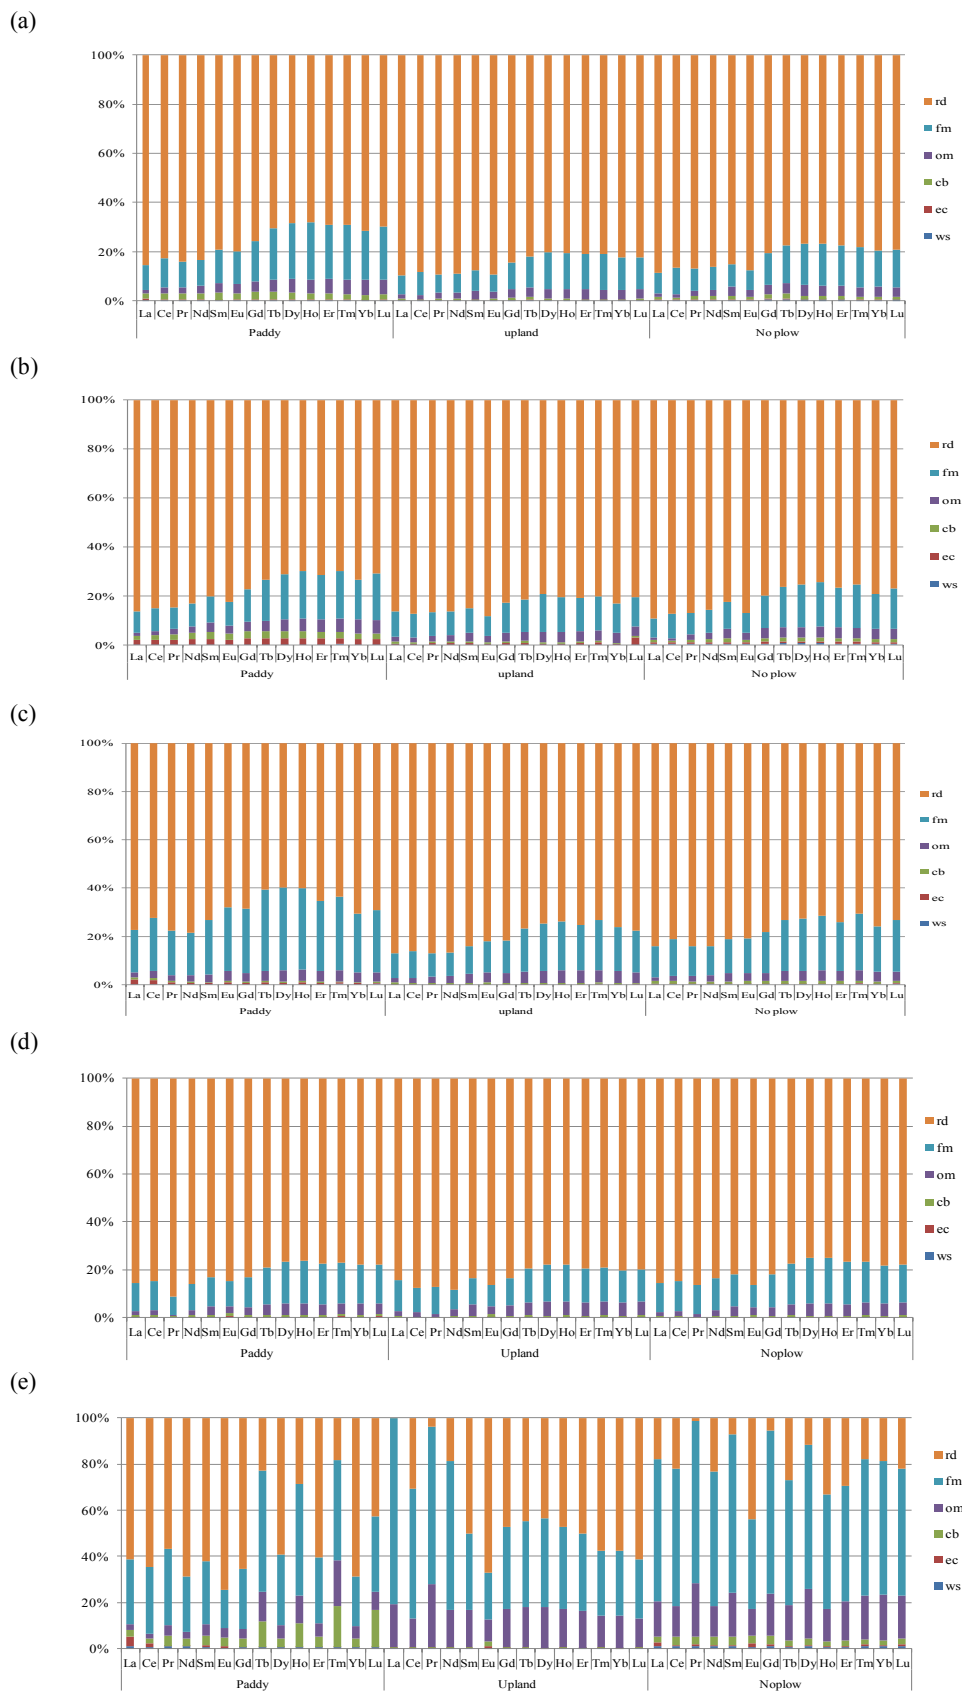 (a)
100%
80%
60%
40%
20%
0%
La Ce Pr Nd Sm Eu Gd Tb Dy Ho Er Tm Yb Lu La Ce Pr Nd Sm Eu Gd Tb Dy Ho Er Tm Yb Lu La Ce Pr Nd Sm Eu Gd Tb Dy Ho Er Tm Yb Lu
Paddy upland No plow
rd
fm
om
cb
ec
ws
(b)
100%
80%
60%
40%
20%
0%
La Ce Pr Nd Sm Eu Gd Tb Dy Ho Er Tm Yb Lu La Ce Pr Nd Sm Eu Gd Tb Dy Ho Er Tm Yb Lu La Ce Pr Nd Sm Eu Gd Tb Dy Ho Er Tm Yb Lu
Paddy upland No plow
rd
fm
om
cb
ec
ws
(c)
100%
80%
60%
40%
20%
0%
La Ce Pr Nd Sm Eu Gd Tb Dy Ho Er Tm Yb Lu La Ce Pr Nd Sm Eu Gd Tb Dy Ho Er Tm Yb Lu La Ce Pr Nd Sm Eu Gd Tb Dy Ho Er Tm Yb Lu
Paddy upland No plow
rd
fm
om
cb
ec
ws
(d)
100%
80%
60%
40%
20%
0%
La Ce Pr Nd Sm Eu Gd Tb Dy Ho Er Tm Yb Lu La Ce Pr Nd Sm Eu Gd Tb Dy Ho Er Tm Yb Lu La Ce Pr Nd Sm Eu Gd Tb Dy Ho Er Tm Yb Lu
Paddy Upland Noplow
rd
fm
om
cb
ec
ws
(e)
100%
80%
60%
40%
20%
0%
La Ce Pr Nd Sm Eu Gd Tb Dy Ho Er Tm Yb Lu La Ce Pr Nd Sm Eu Gd Tb Dy Ho Er Tm Yb Lu La Ce Pr Nd Sm Eu Gd Tb Dy Ho Er Tm Yb Lu
Paddy Upland Noplow
rd
fm
om
cb
ec
ws